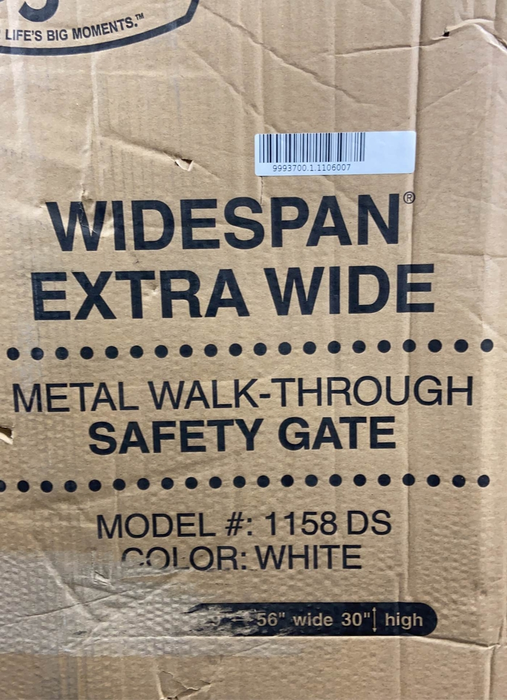 LIFE'S BIG MOMENTS.™
9993700.1.1106007
WIDESPAN®
EXTRA WIDE
METAL WALK-THROUGH
SAFETY GATE
MODEL #: 1158 DS
COLOR: WHITE
56" wide 30" high